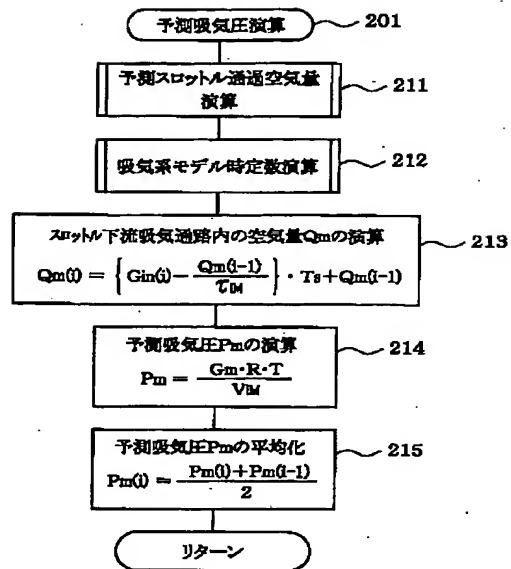 予測吸気圧演算 201
予測スロットル通過空気量
演算 211
吸気系モデル時定数演算 212
スロットル下流吸気通路内の空気量Qmの演算 213
Qm(i) = {Gin(i) − Qm(i-1)/τIM} · Ts + Qm(i-1)
予測吸気圧Pmの演算 214
Pm = Gm·R·T/VIM
予測吸気圧Pmの平均化 215
Pm(i) = Pm(i)+Pm(i-1)/2
リターン